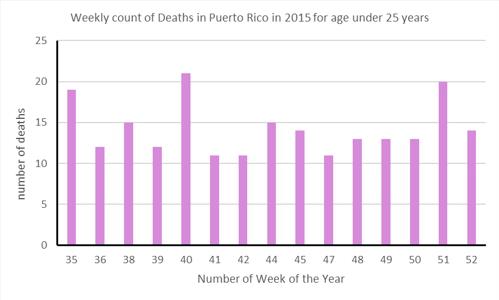 Weekly count of Deaths in Puerto Rico in 2015 for age under 25 years
25
20
15
10
5
0
number of deaths
35 36 38 39 40 41 42 44 45 47 48 49 50 51 52
Number of Week of the Year